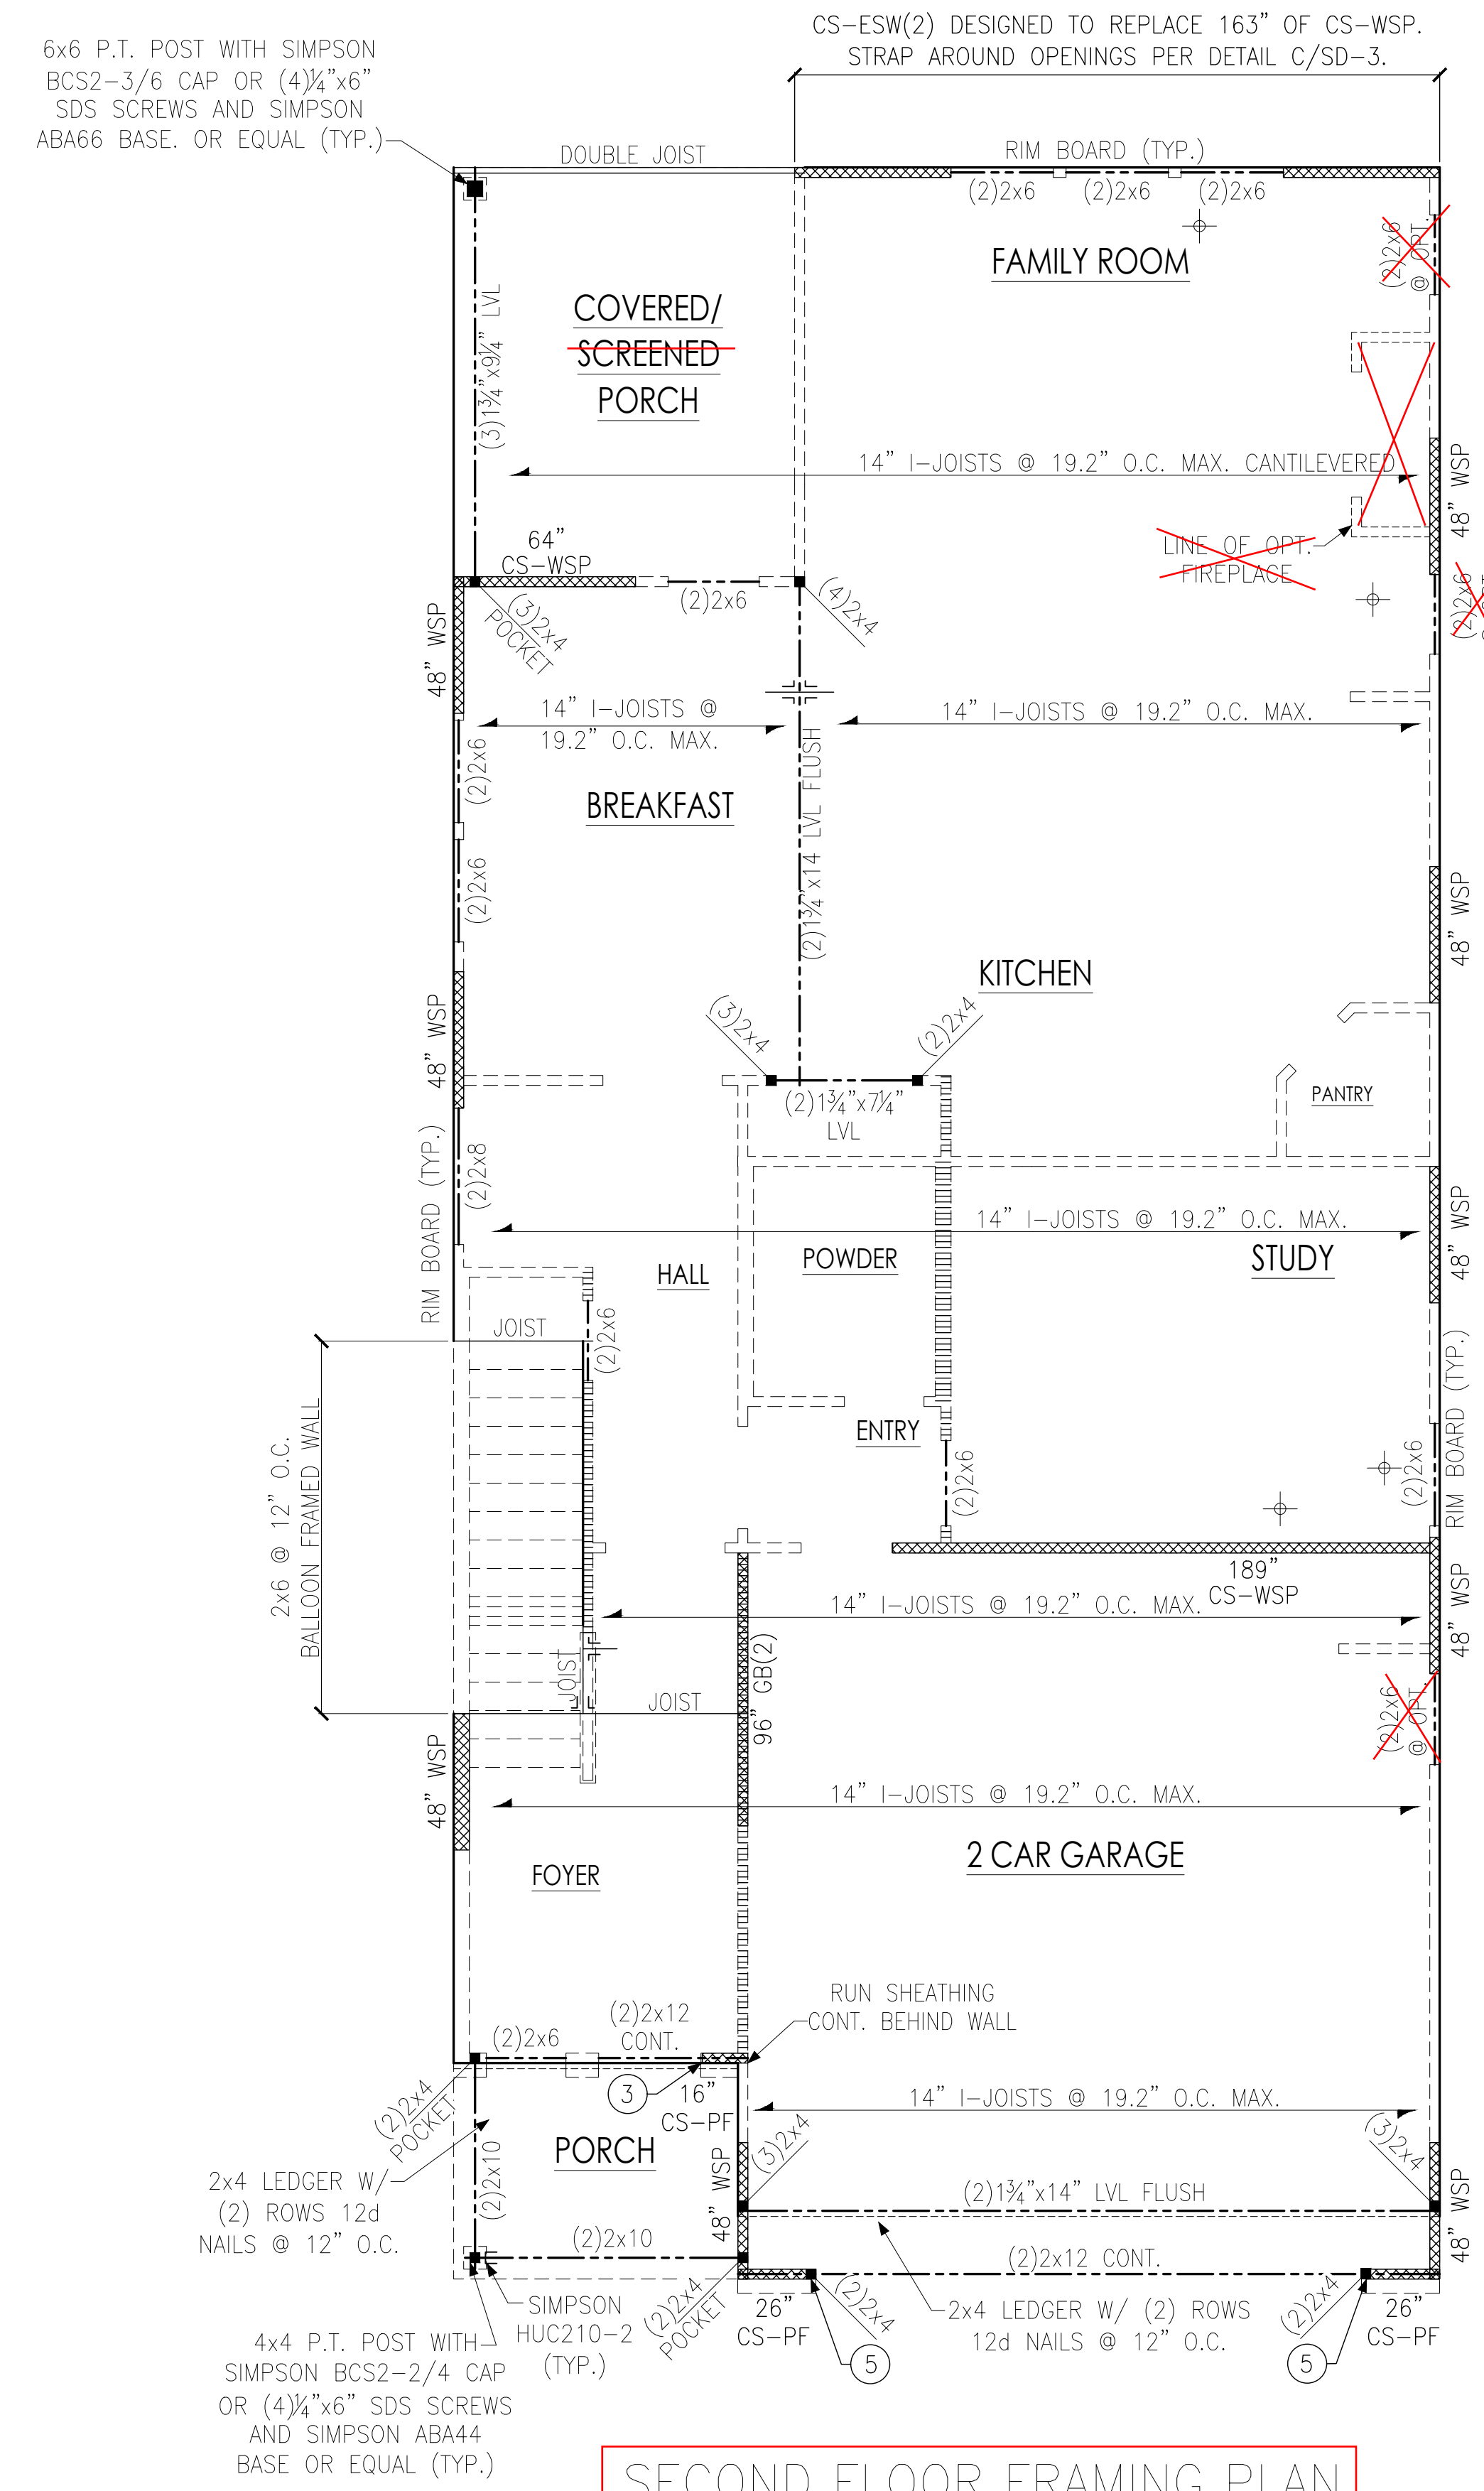 CS-ESW(2) DESIGNED TO REPLACE 163" OF CS-WSP.
STRAP AROUND OPENINGS PER DETAIL C/SD-3.
6x6 P.T. POST WITH SIMPSON
BCS2-3/6 CAP OR (4)¼"x6"
SDS SCREWS AND SIMPSON
ABA66 BASE. OR EQUAL (TYP.)
DOUBLE JOIST
RIM BOARD (TYP.)
(2)2x6
(2)2x6
(2)2x6
(2)2x6
@ OPT.
FAMILY ROOM
COVERED/
SCREENED
PORCH
(3)1¾"x9¼" LVL
14" I-JOISTS @ 19.2" O.C. MAX. CANTILEVERED
48" WSP
LINE OF OPT.
FIREPLACE
64"
CS-WSP
(2)2x6
(3)2x4
POCKET
(4)2x4
(2)2x6
48" WSP
14" I-JOISTS @
19.2" O.C. MAX.
14" I-JOISTS @ 19.2" O.C. MAX.
(2)2x6
(2)1¾"x14 LVL FLUSH
BREAKFAST
(2)2x6
48" WSP
KITCHEN
48" WSP
(3)2x4
(2)2x4
(2)1¾"x7¼"
LVL
PANTRY
RIM BOARD (TYP.)
(2)2x8
14" I-JOISTS @ 19.2" O.C. MAX.
48" WSP
HALL
POWDER
STUDY
JOIST
(2)2x6
2x6 @ 12" O.C.
BALLOON FRAMED WALL
ENTRY
(2)2x6
(2)2x6
RIM BOARD (TYP.)
189"
CS-WSP
14" I-JOISTS @ 19.2" O.C. MAX.
48" WSP
JOIST
JOIST
96" GB(2)
(2)2x6
@ OPT.
48" WSP
14" I-JOISTS @ 19.2" O.C. MAX.
2 CAR GARAGE
FOYER
RUN SHEATHING
CONT. BEHIND WALL
(2)2x6
(2)2x12
CONT.
3
16"
CS-PF
(2)2x4
POCKET
14" I-JOISTS @ 19.2" O.C. MAX.
PORCH
48" WSP
(3)2x4
(3)2x4
48" WSP
2x4 LEDGER W/
(2) ROWS 12d
NAILS @ 12" O.C.
(2)2x10
(2)1¾"x14" LVL FLUSH
(2)2x10
(2)2x12 CONT.
SIMPSON
HUC210-2
(TYP.)
(2)2x4
POCKET
26"
CS-PF
(2)2x4
5
2x4 LEDGER W/ (2) ROWS
12d NAILS @ 12" O.C.
(2)2x4
5
26"
CS-PF
4x4 P.T. POST WITH
SIMPSON BCS2-2/4 CAP
OR (4)¼"x6" SDS SCREWS
AND SIMPSON ABA44
BASE OR EQUAL (TYP.)
SECOND FLOOR FRAMING PLAN